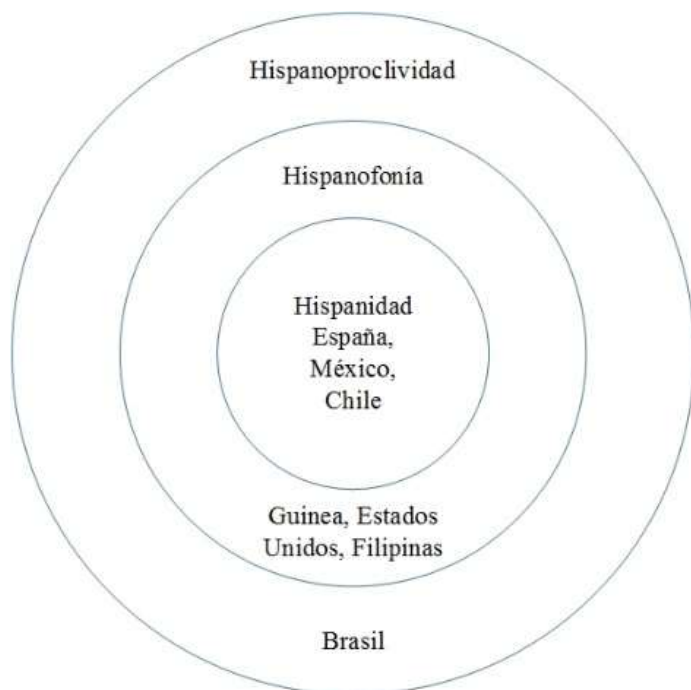 Hispanoproclividad
Hispanofonía
Hispanidad
España,
México,
Chile
Guinea, Estados
Unidos, Filipinas
Brasil